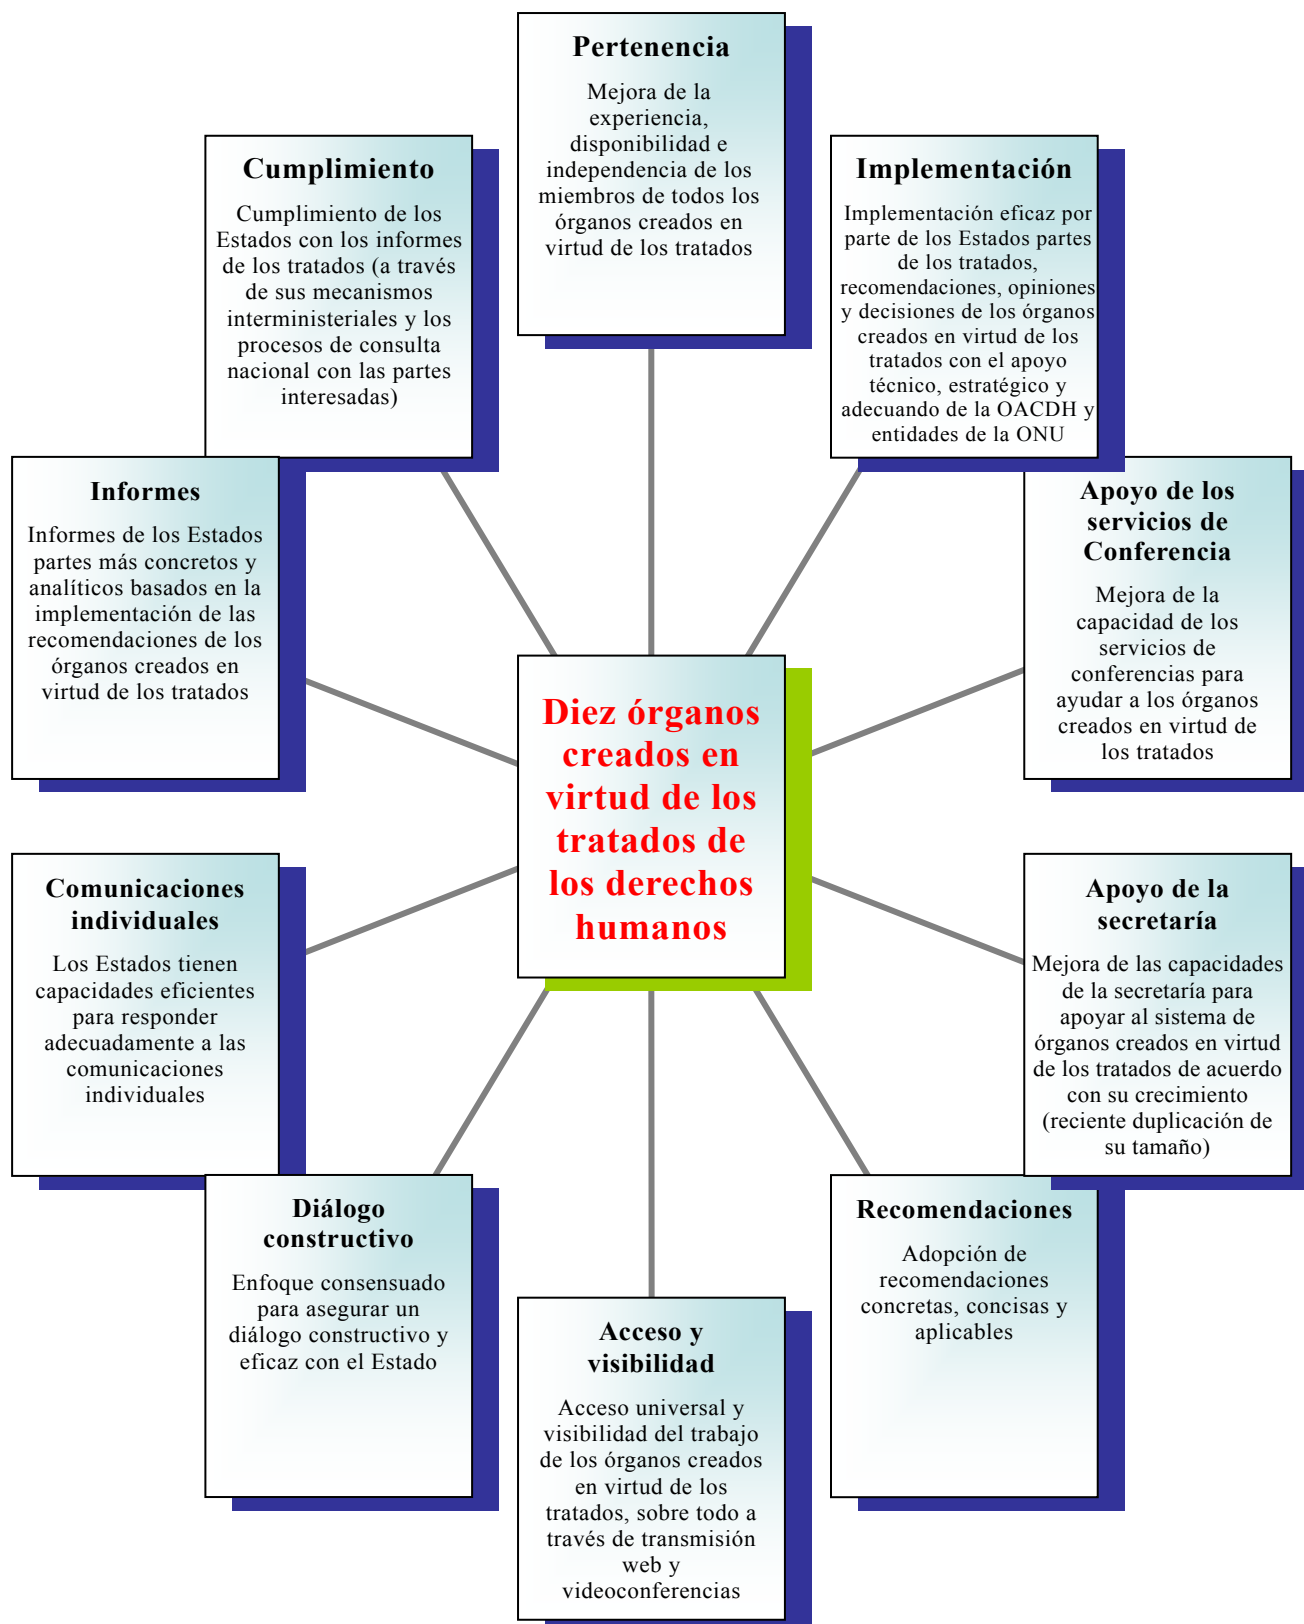 Pertenencia
Mejora de la
experiencia,
disponibilidad e
independencia de los
miembros de todos los
órganos creados en
virtud de los tratados
Cumplimiento
Cumplimiento de los
Estados con los informes
de los tratados (a través
de sus mecanismos
interministeriales y los
procesos de consulta
nacional con las partes
interesadas)
Implementación
Implementación eficaz por
parte de los Estados partes
de los tratados,
recomendaciones, opiniones
y decisiones de los órganos
creados en virtud de los
tratados con el apoyo
técnico, estratégico y
adecuando de la OACDH y
entidades de la ONU
Informes
Informes de los Estados
partes más concretos y
analíticos basados en la
implementación de las
recomendaciones de los
órganos creados en
virtud de los tratados
Apoyo de los
servicios de
Conferencia
Mejora de la
capacidad de los
servicios de
conferencias para
ayudar a los órganos
creados en virtud de
los tratados
Diez órganos
creados en
virtud de los
tratados de
los derechos
humanos
Comunicaciones
individuales
Los Estados tienen
capacidades eficientes
para responder
adecuadamente a las
comunicaciones
individuales
Apoyo de la
secretaría
Mejora de las capacidades
de la secretaría para
apoyar al sistema de
órganos creados en virtud
de los tratados de acuerdo
con su crecimiento
(reciente duplicación de
su tamaño)
Diálogo
constructivo
Enfoque consensuado
para asegurar un
diálogo constructivo y
eficaz con el Estado
Recomendaciones
Adopción de
recomendaciones
concretas, concisas y
aplicables
Acceso y
visibilidad
Acceso universal y
visibilidad del trabajo
de los órganos creados
en virtud de los
tratados, sobre todo a
través de transmisión
web y
videoconferencias